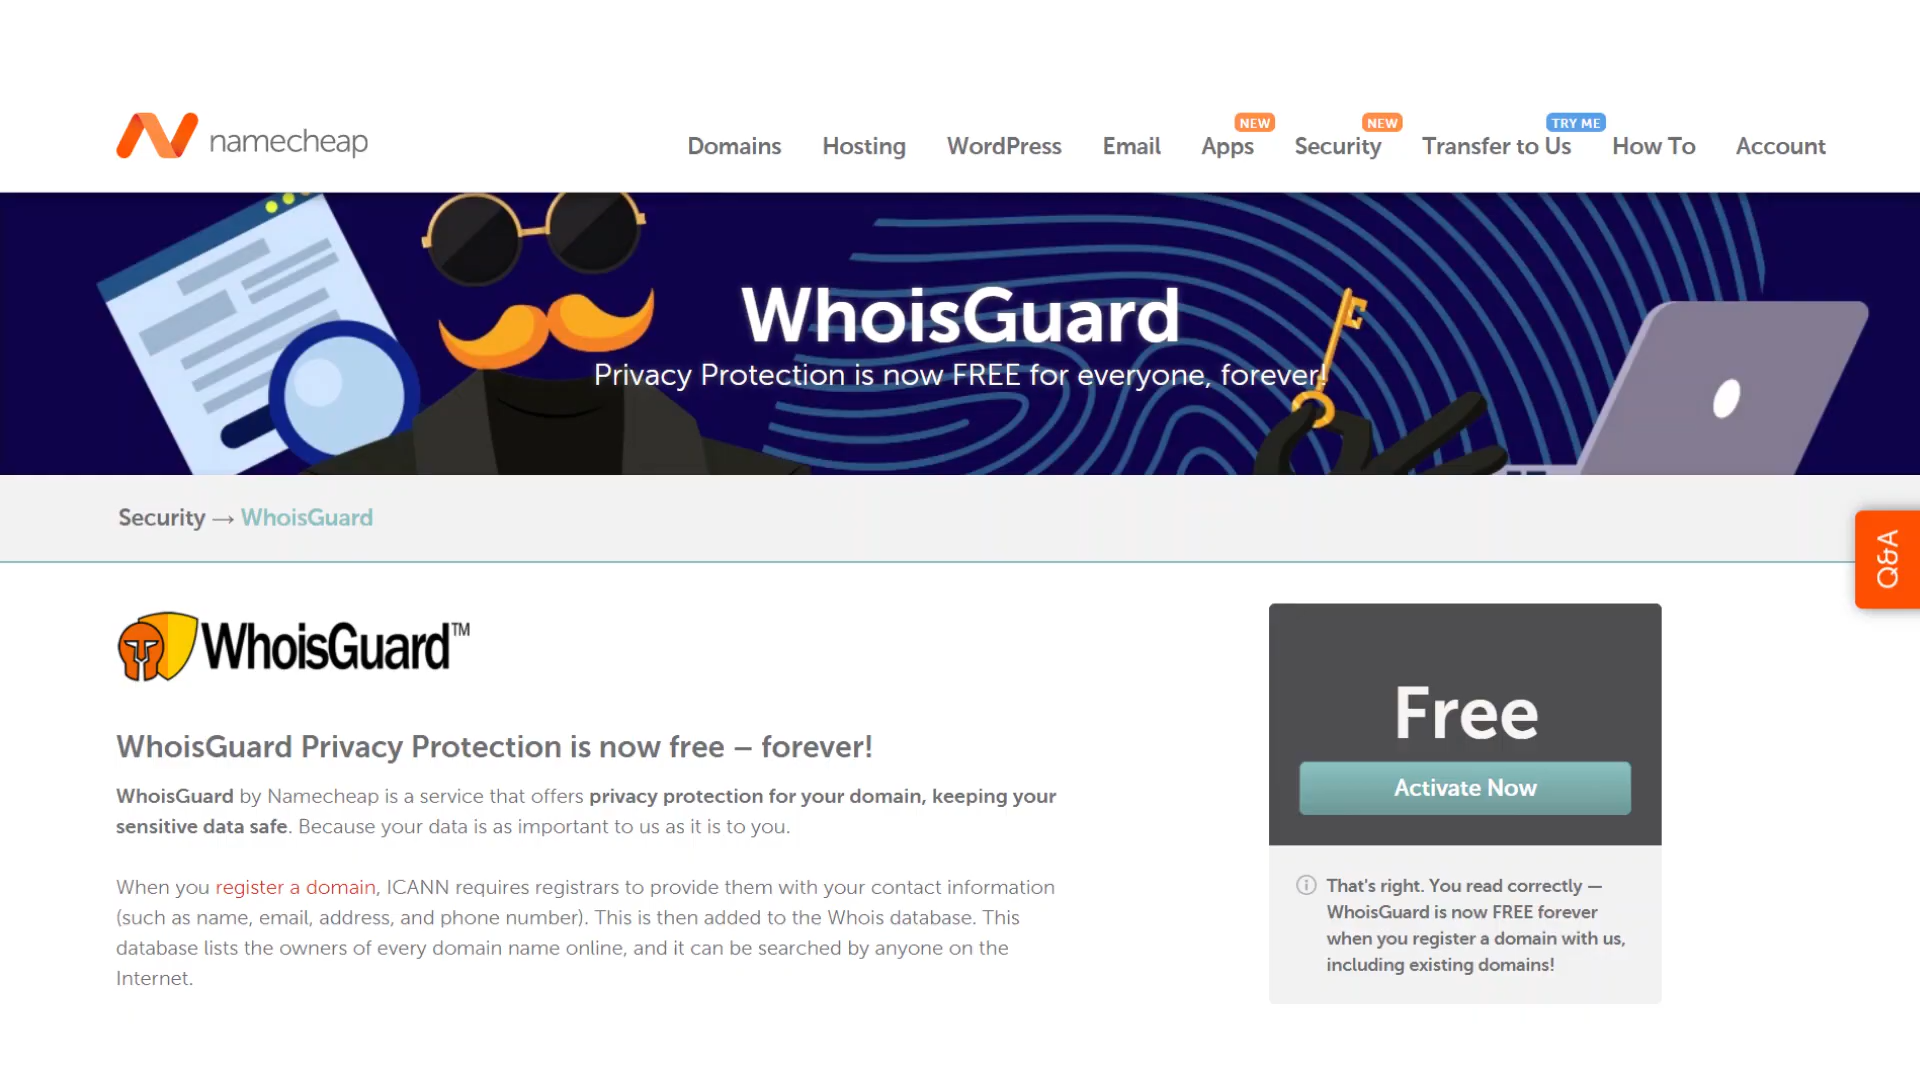 namecheap
Domains Hosting WordPress Email Apps NEW Security NEW Transfer to Us TRY ME How To Account
WhoisGuard
Privacy Protection is now FREE for everyone, forever!
Security → WhoisGuard
Q&A
WhoisGuard™
WhoisGuard Privacy Protection is now free – forever!
WhoisGuard by Namecheap is a service that offers privacy protection for your domain, keeping your
sensitive data safe. Because your data is as important to us as it is to you.
When you register a domain, ICANN requires registrars to provide them with your contact information
(such as name, email, address, and phone number). This is then added to the Whois database. This
database lists the owners of every domain name online, and it can be searched by anyone on the
Internet.
Free
Activate Now
That's right. You read correctly —
WhoisGuard is now FREE forever
when you register a domain with us,
including existing domains!